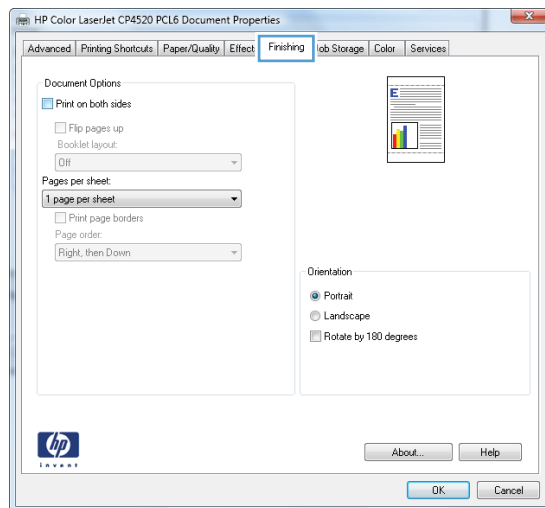 HP Color LaserJet CP4520 PCL6 Document Properties
Advanced Printing Shortcuts Paper/Quality Effect Finishing ob Storage Color Services
Document Options
Print on both sides
Flip pages up
Booklet layout:
Off
Pages per sheet:
1 page per sheet
Print page borders
Page order:
Right, then Down
E
Orientation
Portrait
Landscape
Rotate by 180 degrees
hp
invent
About... Help
OK Cancel